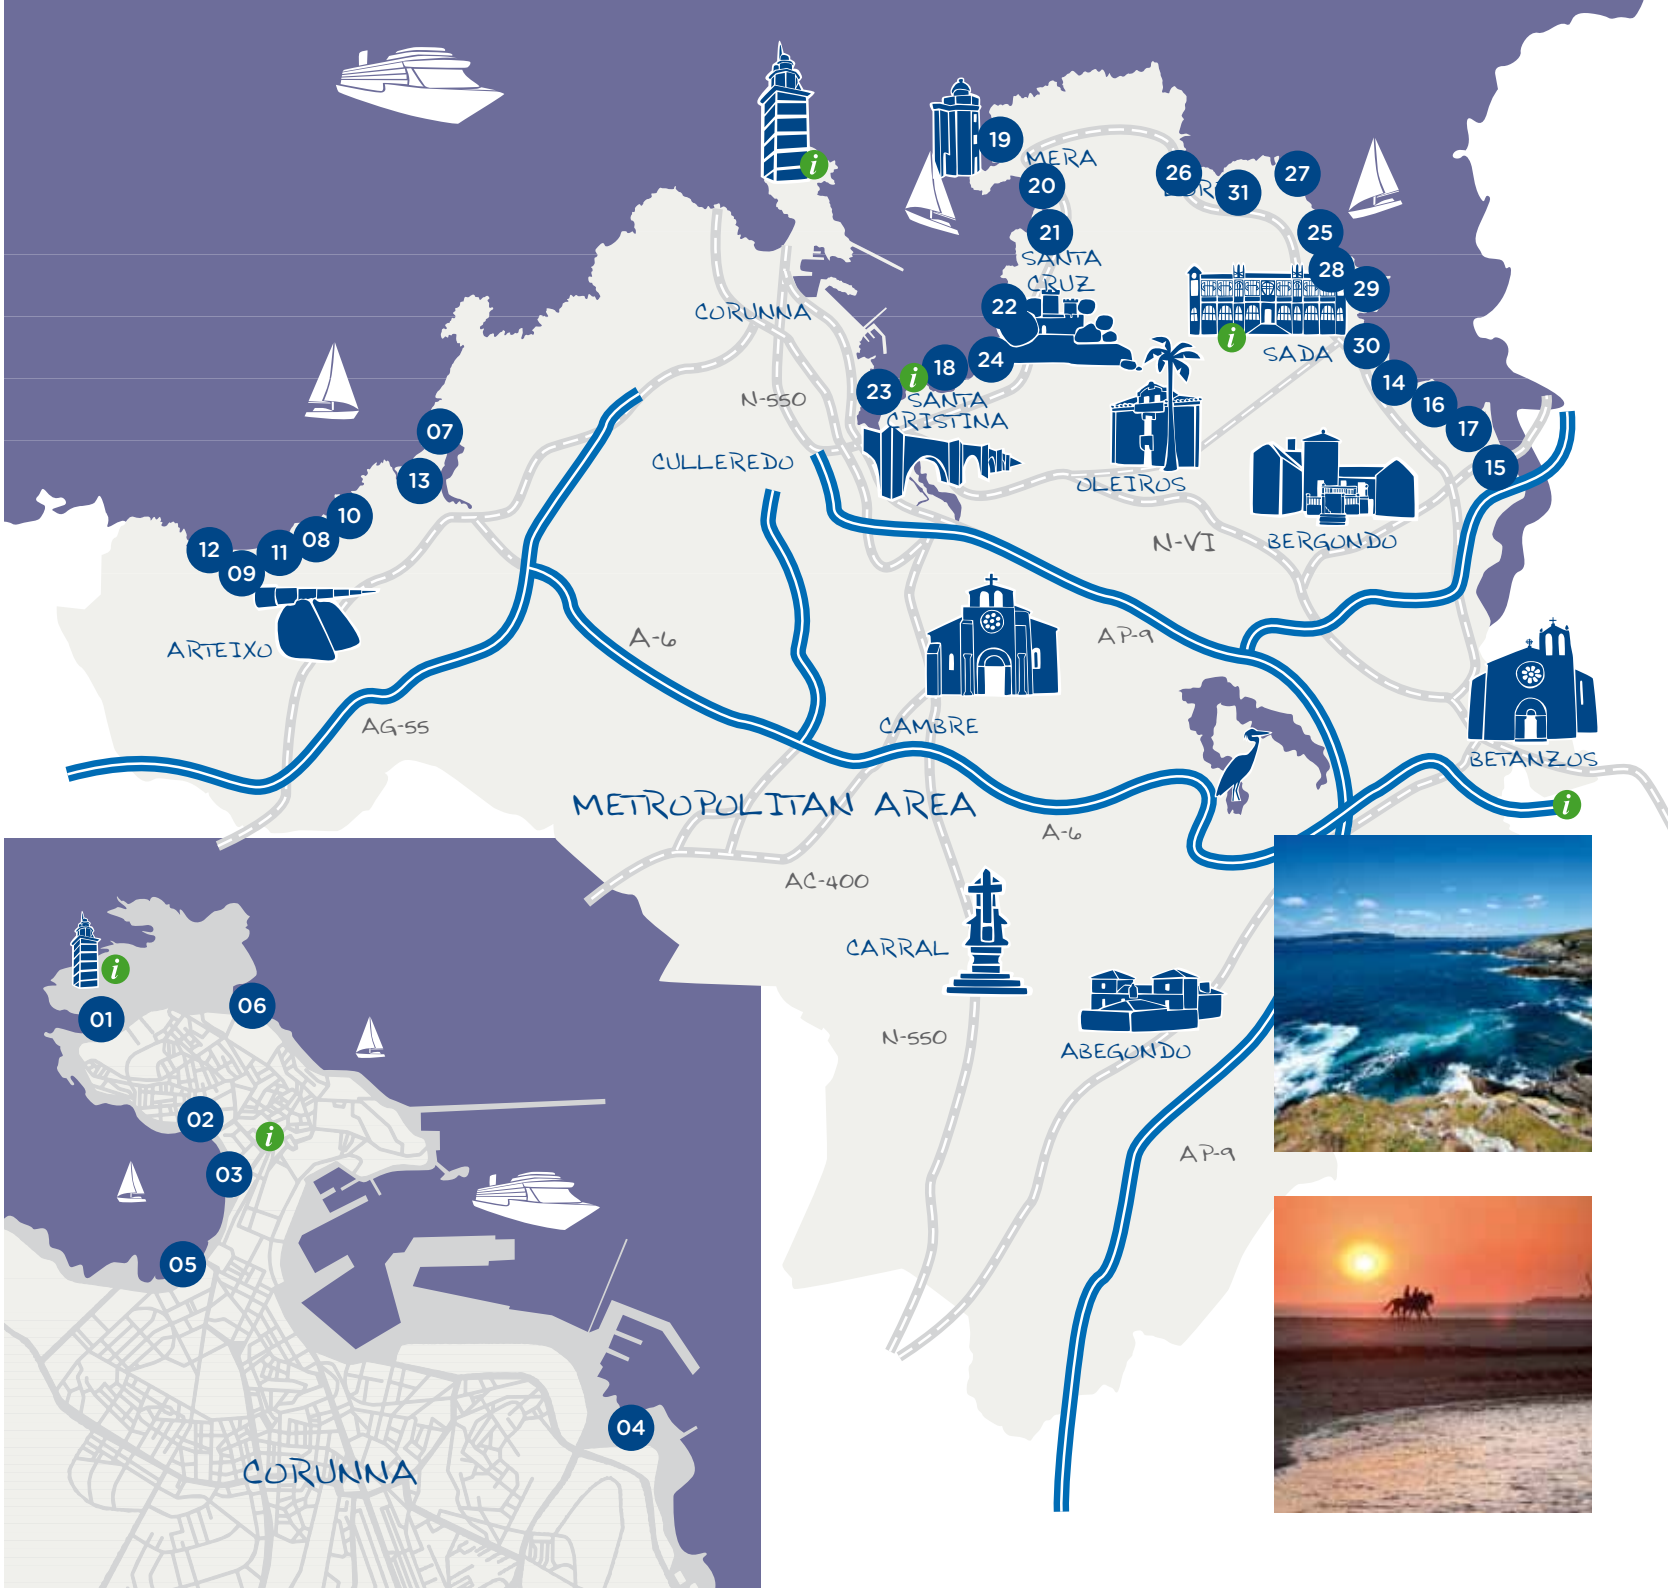 i
19
MERA
20
26
31
27
21
25
SANTA
CRUZ
28
29
22
CORUNNA
i
SADA
30
24
18
i
23
SANTA
CRISTINA
14
16
17
15
N-550
07
13
CULLEREDO
OLEIROS
10
08
11
12
09
N-VI
BERGONDO
ARTEIXO
A-6
AP-9
AG-55
CAMBRE
BETANZOS
METROPOLITAN AREA
i
A-6
AC-400
CARRAL
N-550
ABEGONDO
AP-9
i
01
06
02
i
03
05
04
CORUNNA